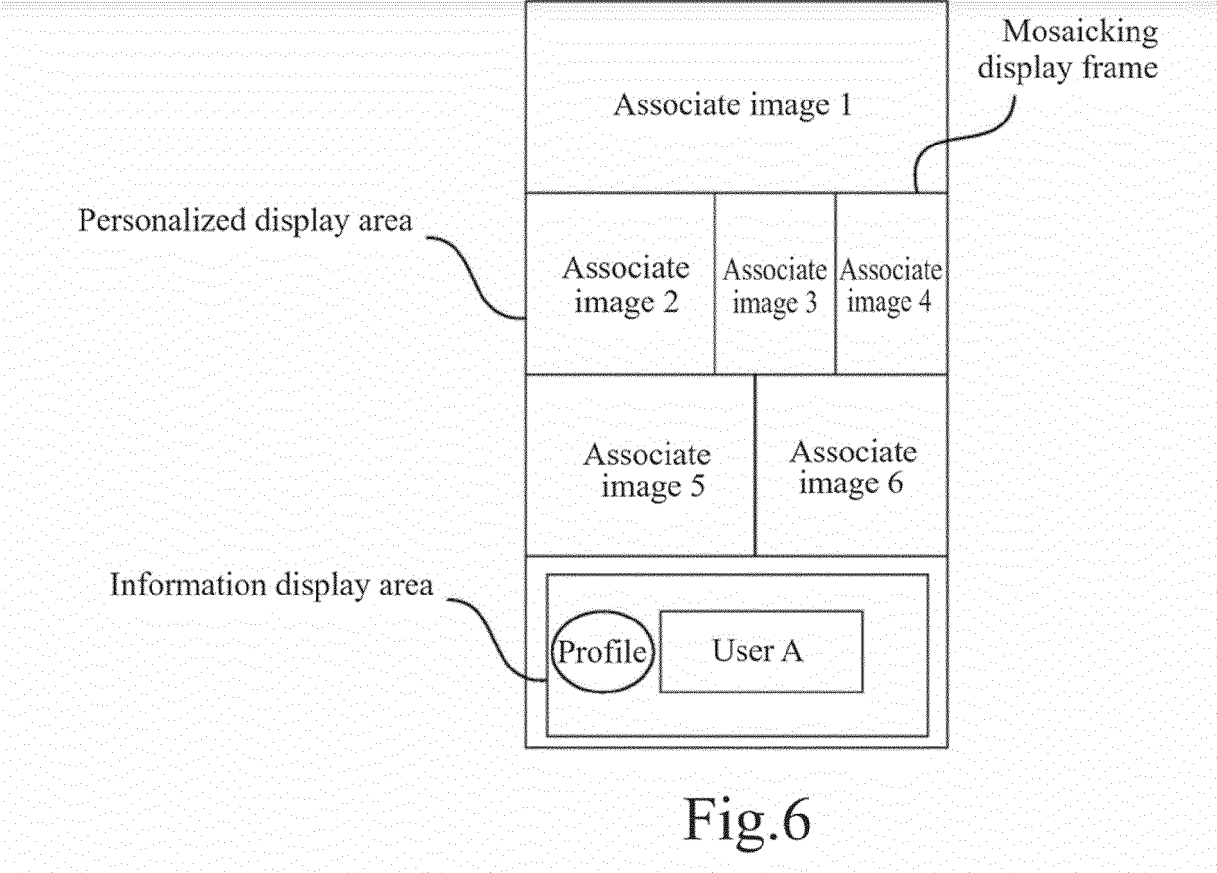 Mosaicking
display frame
Associate image 1
Personalized display area
Associate
image 2
Associate
image 3
Associate
image 4
Associate
image 5
Associate
image 6
Information display area
Profile
User A
Fig.6